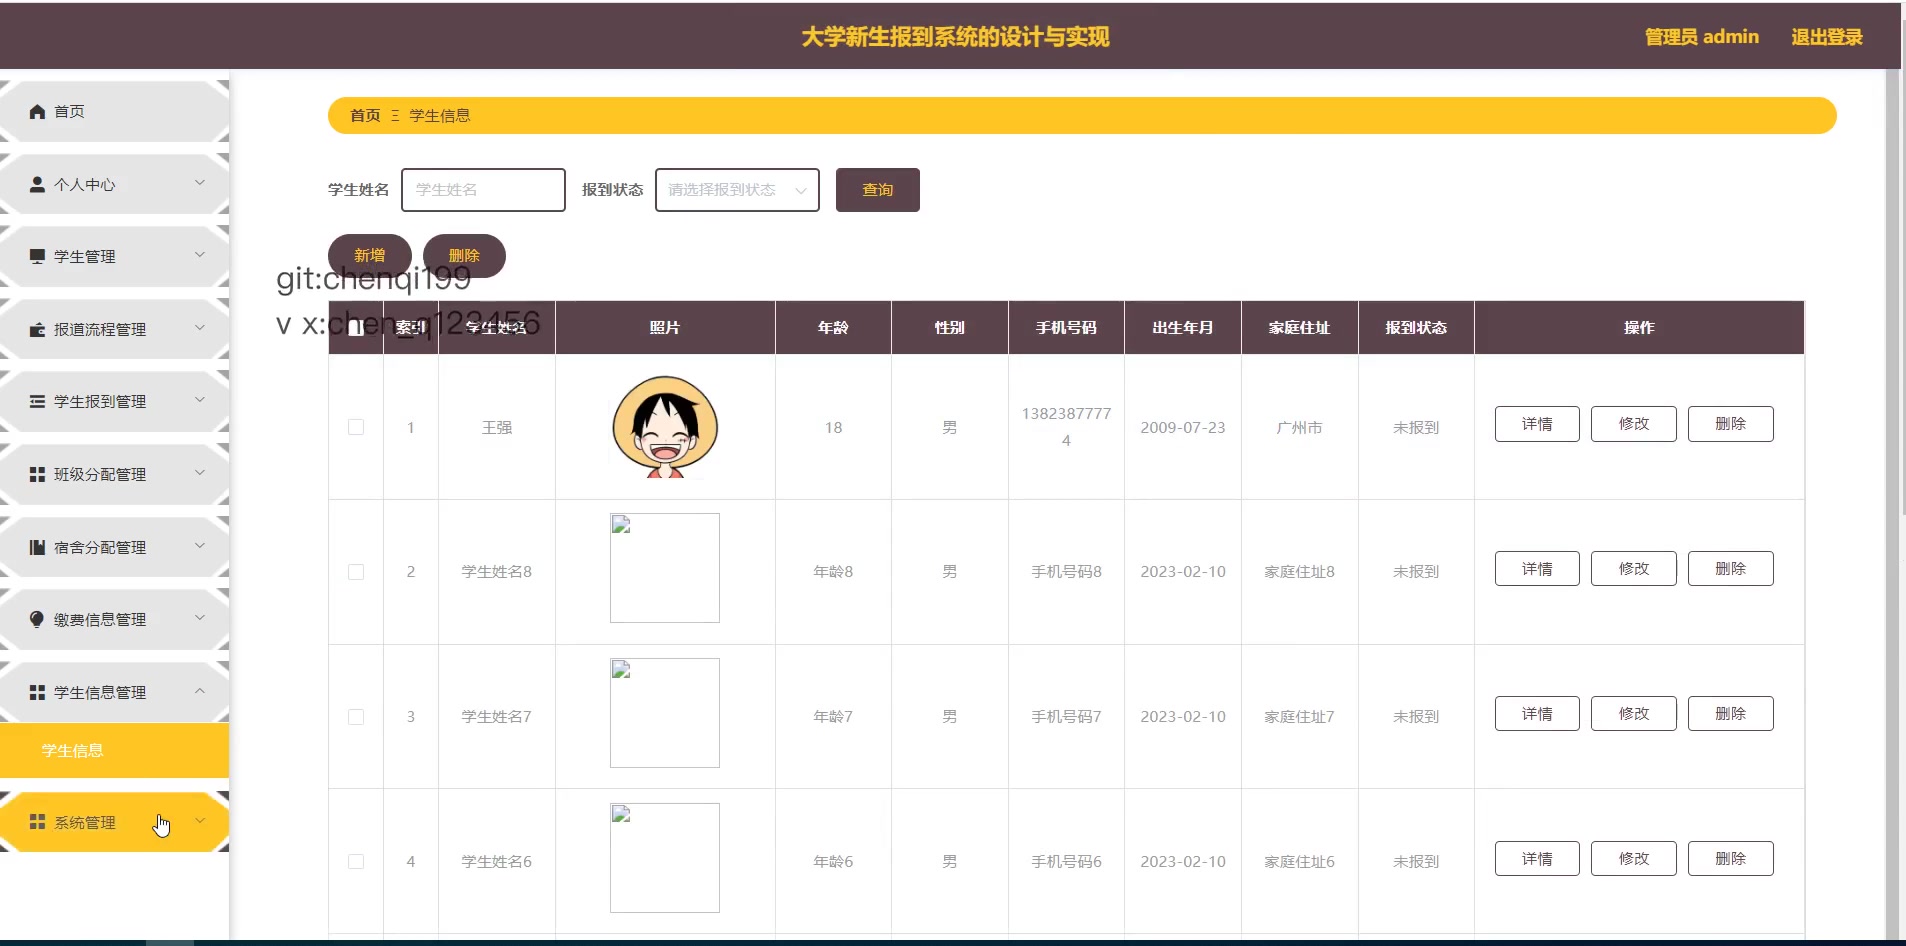 大学新生报到系统的设计与实现
管理员 admin
退出登录
首页
个人中心
学生管理
报道流程管理
学生报到管理
班级分配管理
宿舍分配管理
缴费信息管理
学生信息管理
学生信息
系统管理
首页 Ξ 学生信息
学生姓名 学生姓名 报到状态 请选择报到状态 查询
新增 删除
git:chenqi199
v x:chen_q123456
索引 学生姓名 照片 年龄 性别 手机号码 出生年月 家庭住址 报到状态 操作
1 王强 18 男 13823877774 2009-07-23 广州市 未报到 详情 修改 删除
2 学生姓名8 年龄8 男 手机号码8 2023-02-10 家庭住址8 未报到 详情 修改 删除
3 学生姓名7 年龄7 男 手机号码7 2023-02-10 家庭住址7 未报到 详情 修改 删除
4 学生姓名6 年龄6 男 手机号码6 2023-02-10 家庭住址6 未报到 详情 修改 删除